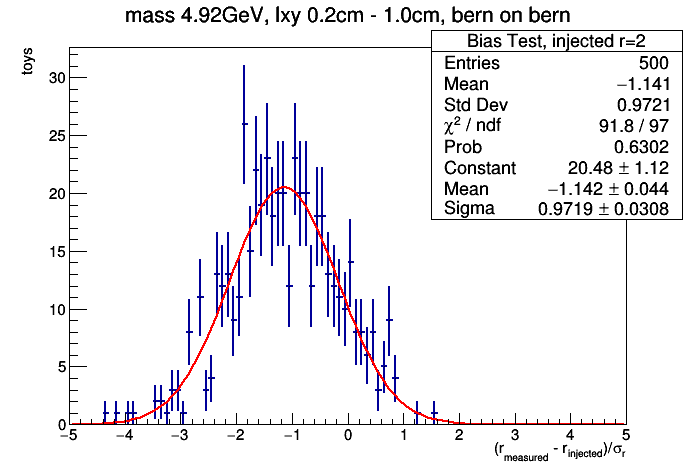 mass 4.92GeV, lxy 0.2cm - 1.0cm, bern on bern
Bias Test, injected r=2
Entries 500
Mean −1.141
Std Dev 0.9721
χ² / ndf 91.8 / 97
Prob 0.6302
Constant 20.48 ± 1.12
Mean −1.142 ± 0.044
Sigma 0.9719 ± 0.0308
toys
30
25
20
15
10
5
0
−5 −4 −3 −2 −1 0 1 2 3 4 5
(r_measured - r_injected)/σ_r